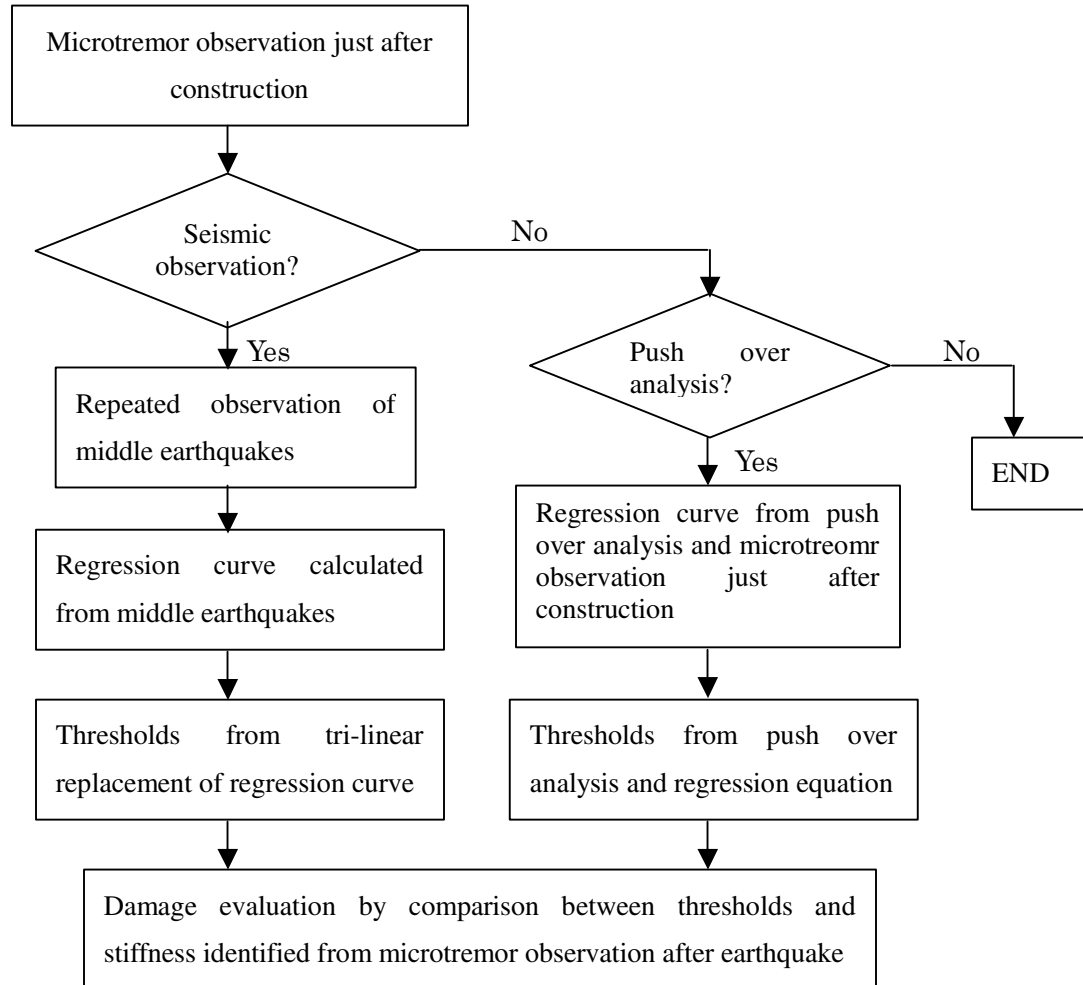 Microtremor observation just after
construction
Seismic
observation?
No
Yes
Push over
analysis?
No
Yes
END
Repeated observation of
middle earthquakes
Regression curve calculated
from middle earthquakes
Thresholds from tri-linear
replacement of regression curve
Regression curve from push
over analysis and microtreomr
observation just after
construction
Thresholds from push over
analysis and regression equation
Damage evaluation by comparison between thresholds and
stiffness identified from microtremor observation after earthquake